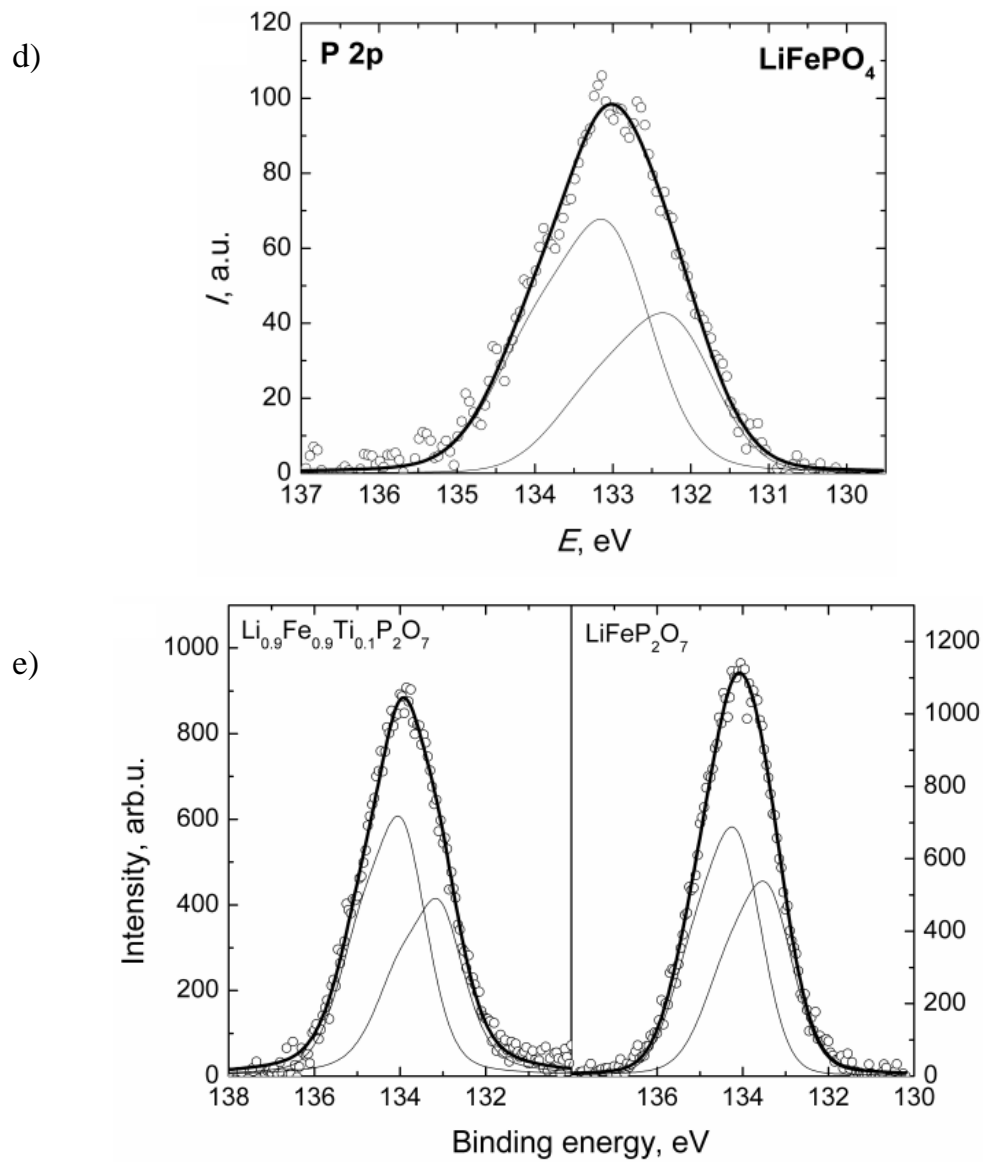 d)
P 2p LiFePO4
120
100
80
60
40
20
0
I, a.u.
137 136 135 134 133 132 131 130
E, eV
e)
Li0.9Fe0.9Ti0.1P2O7 LiFeP2O7
1000 1200
800 1000
600 800
400 600
200 400
0 200
0
Intensity, arb.u.
138 136 134 132 136 134 132 130
Binding energy, eV